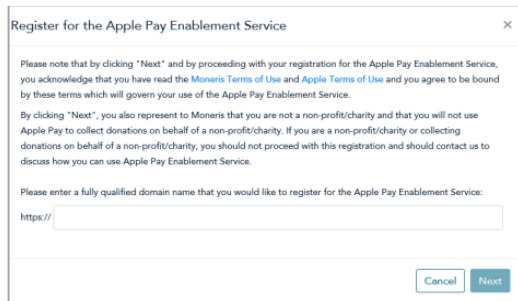 Register for the Apple Pay Enablement Service
×
Please note that by clicking "Next" and by proceeding with your registration for the Apple Pay Enablement Service,
you acknowledge that you have read the Moneris Terms of Use and Apple Terms of Use and you agree to be bound
by these terms which will govern your use of the Apple Pay Enablement Service.
By clicking "Next", you also represent to Moneris that you are not a non-profit/charity and that you will not use
Apple Pay to collect donations on behalf of a non-profit/charity. If you are a non-profit/charity or collecting
donations on behalf of a non-profit/charity, you should not proceed with this registration and should contact us to
discuss how you can use Apple Pay Enablement Service.
Please enter a fully qualified domain name that you would like to register for the Apple Pay Enablement Service:
https://
Cancel Next